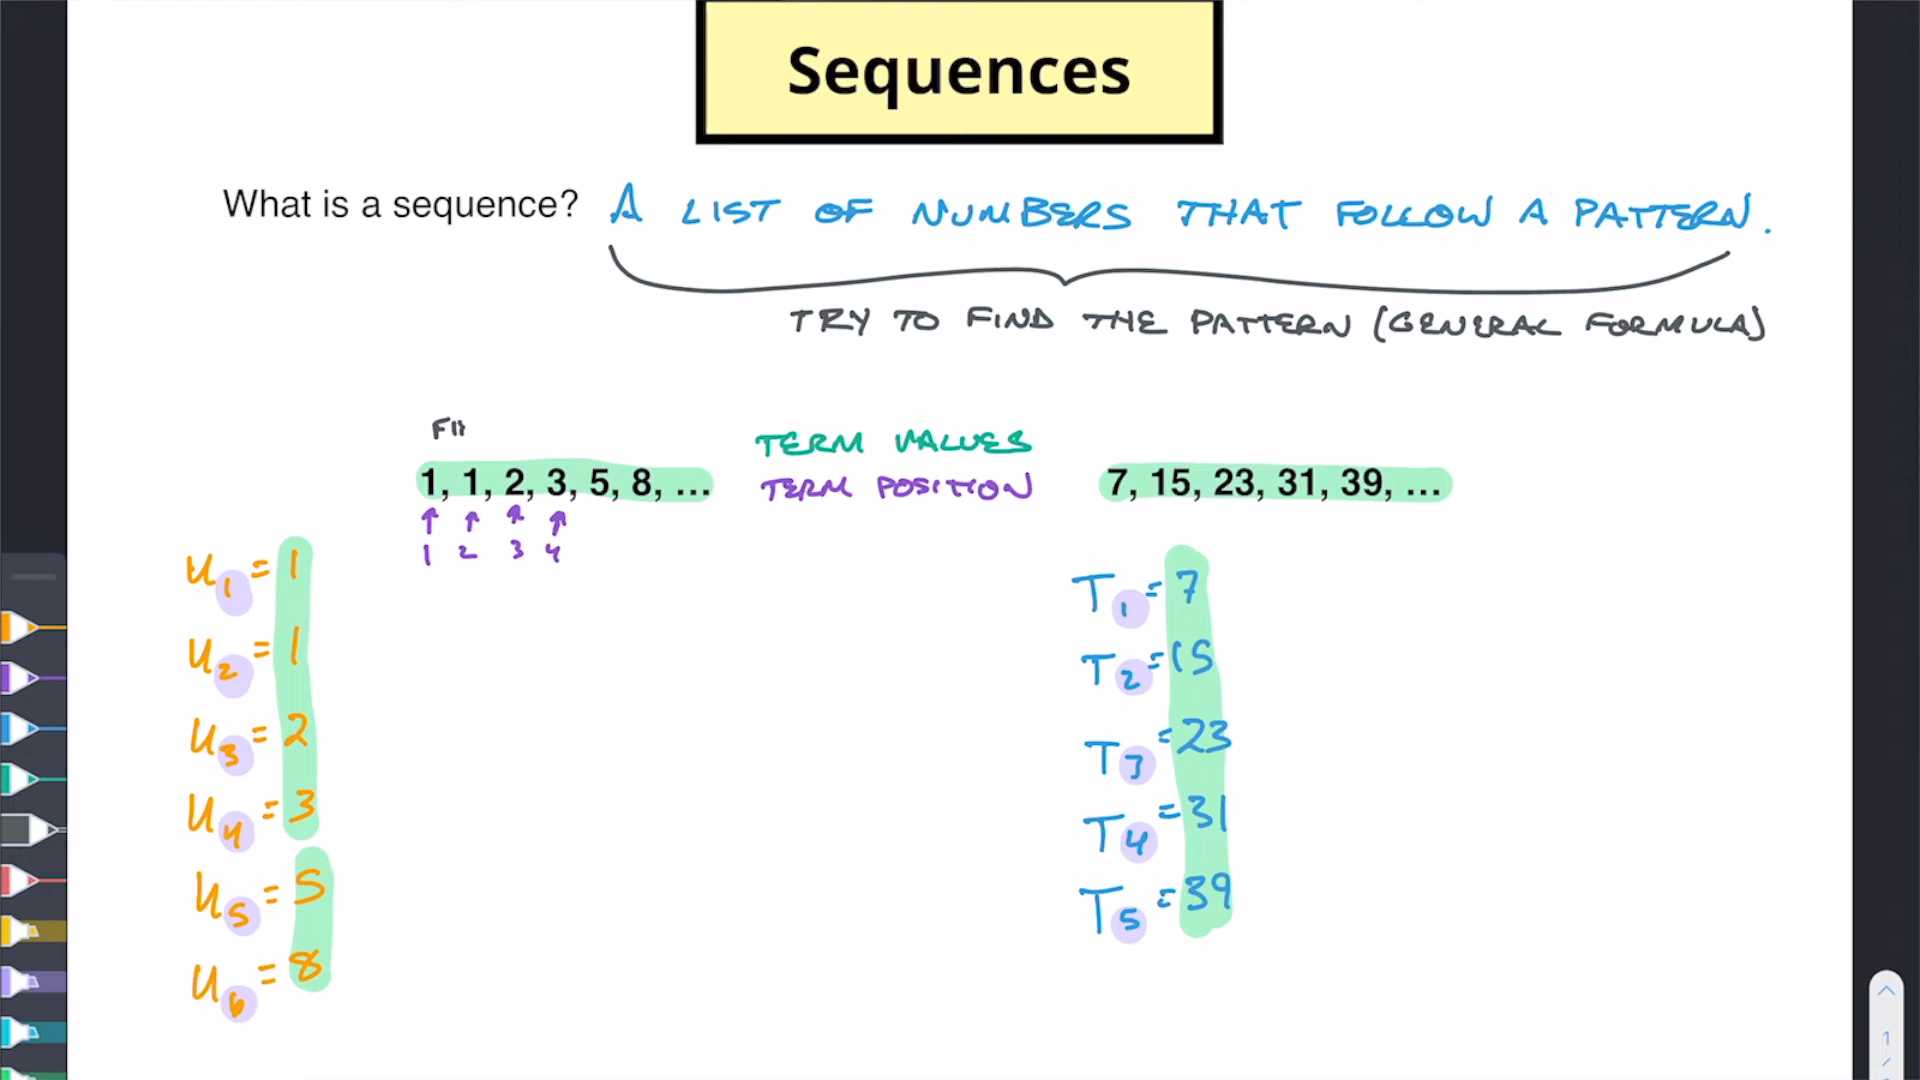 Sequences
What is a sequence? A LIST OF NUMBERS THAT FOLLOW A PATTERN.
TRY TO FIND THE PATTERN (GENERAL FORMULA)
TERM VALUES
1, 1, 2, 3, 5, 8, ... TERM POSITION 7, 15, 23, 31, 39, ...
1 2 3 4
U1 = 1
U2 = 1
U3 = 2
U4 = 3
U5 = 5
U6 = 8
T1 = 7
T2 = 15
T3 = 23
T4 = 31
T5 = 39
1